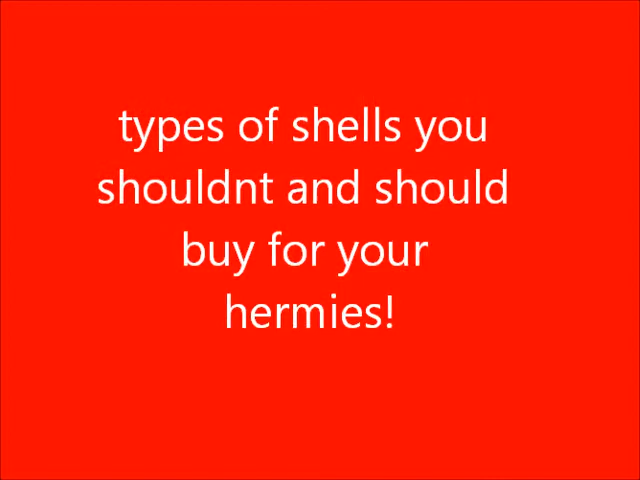 types of shells you
shouldnt and should
buy for your
hermies!